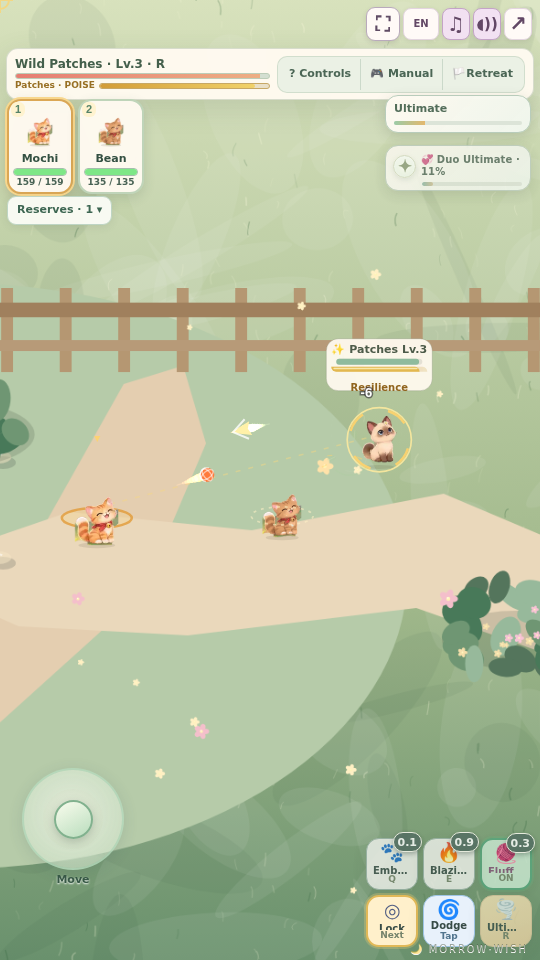 EN
Wild Patches · Lv.3 · R
Patches · POISE
? Controls
Manual
Retreat
1
2
Mochi
Bean
159 / 159
135 / 135
Reserves · 1 ▾
Ultimate
Duo Ultimate · 11%
Patches Lv.3
Resilience
-6
Move
0.1
0.9
0.3
Emb...
Q
Blazi...
E
Fluff
ON
Lock
Next
Dodge
Tap
Ulti...
R
MORROW-WISH